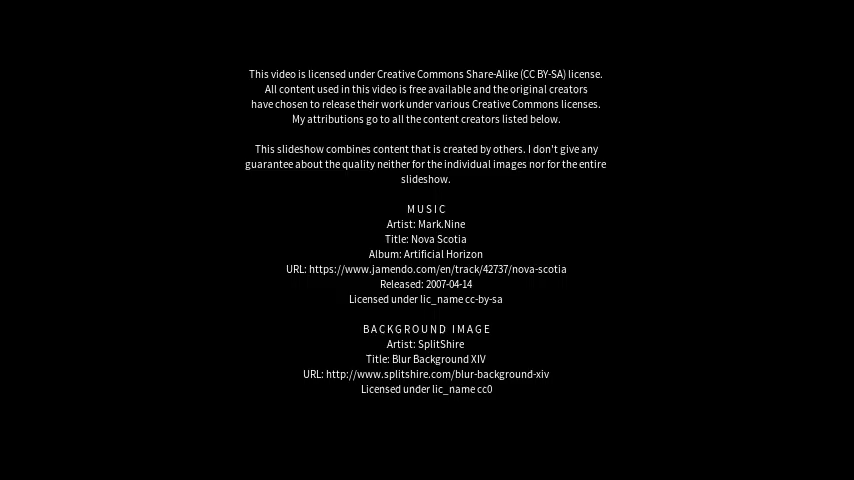 This video is licensed under Creative Commons Share-Alike (CC BY-SA) license.
All content used in this video is free available and the original creators
have chosen to release their work under various Creative Commons licenses.
My attributions go to all the content creators listed below.
This slideshow combines content that is created by others. I don't give any
guarantee about the quality neither for the individual images nor for the entire
slideshow.
MUSIC
Artist: Mark.Nine
Title: Nova Scotia
Album: Artificial Horizon
URL: https://www.jamendo.com/en/track/42737/nova-scotia
Released: 2007-04-14
Licensed under lic_name cc-by-sa
BACKGROUND IMAGE
Artist: SplitShire
Title: Blur Background XIV
URL: http://www.splitshire.com/blur-background-xiv
Licensed under lic_name cc0